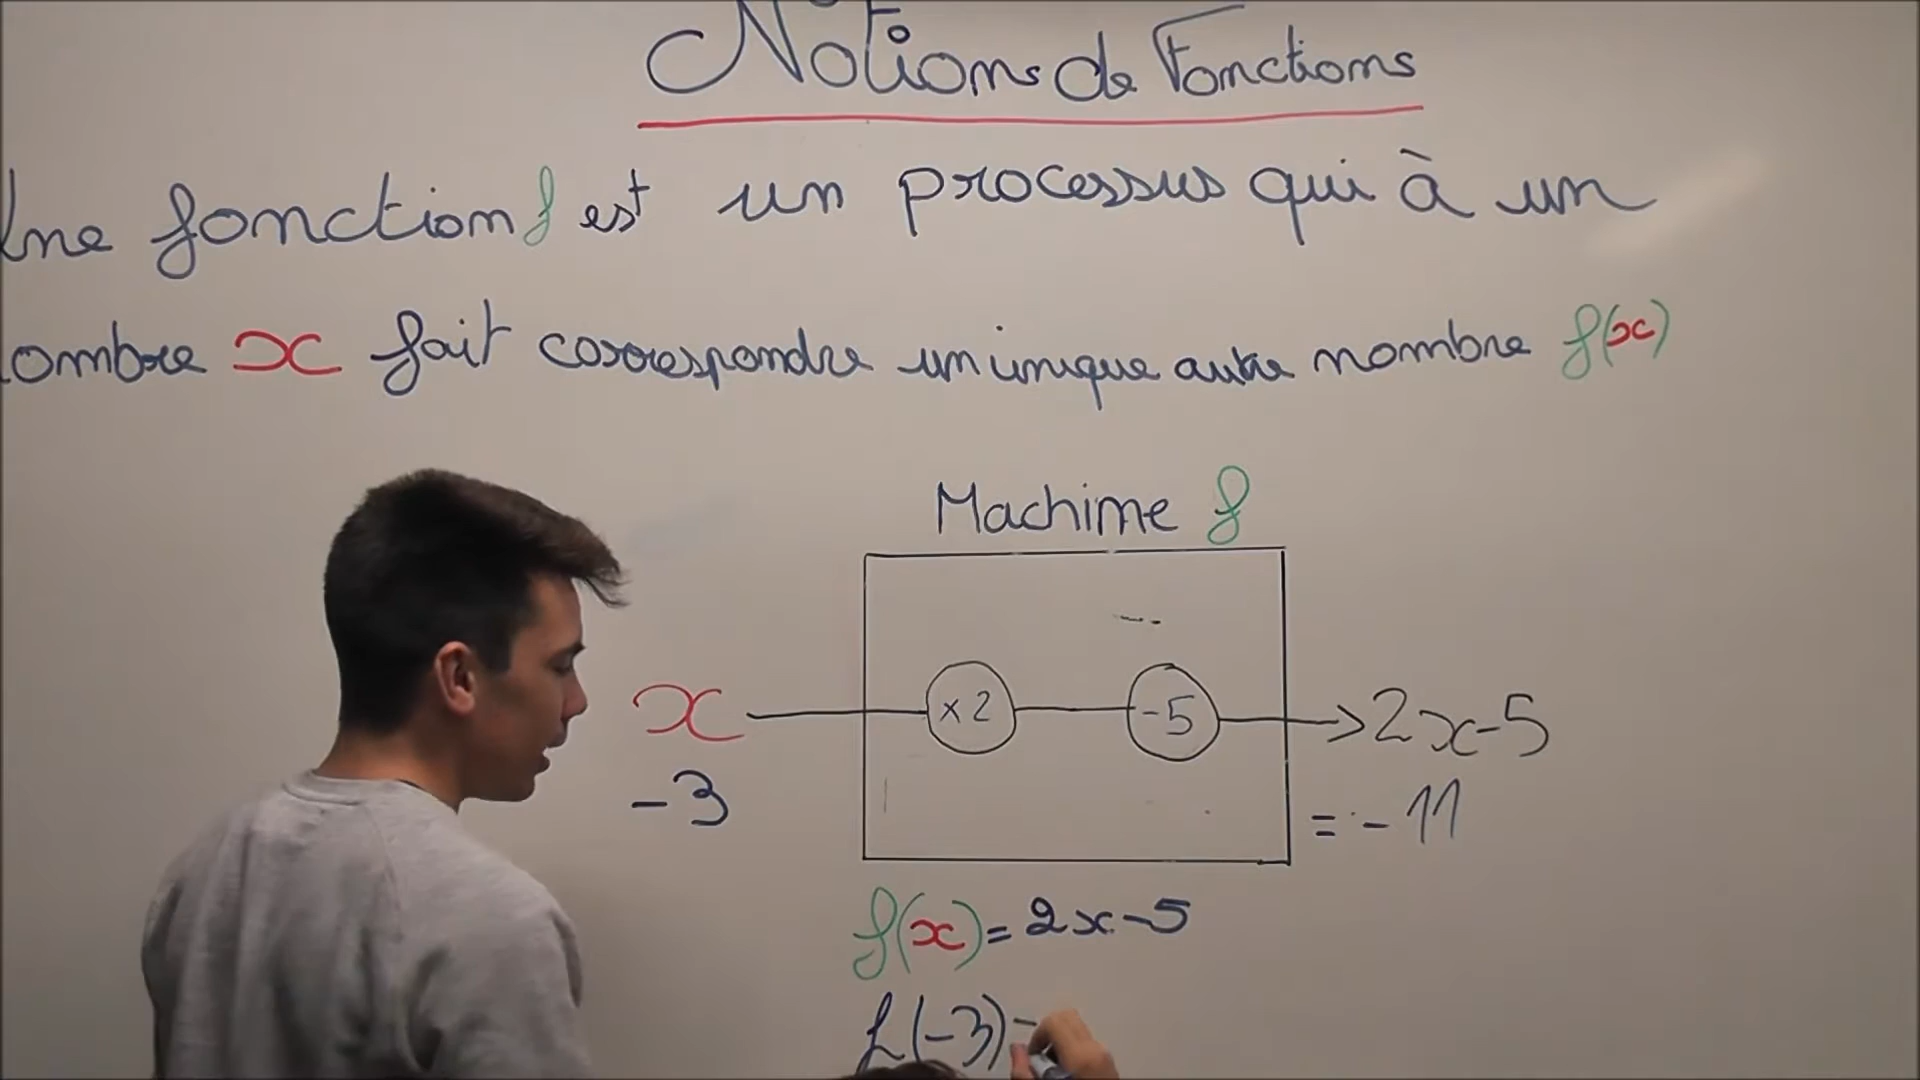 Notions de Fonctions
Une fonction f est un processus qui à un
ombre x fait correspondre un unique autre nombre f(x)
Machine f
x ×2 -5 2x-5
-3 = -11
f(x) = 2x-5
f(-3) =